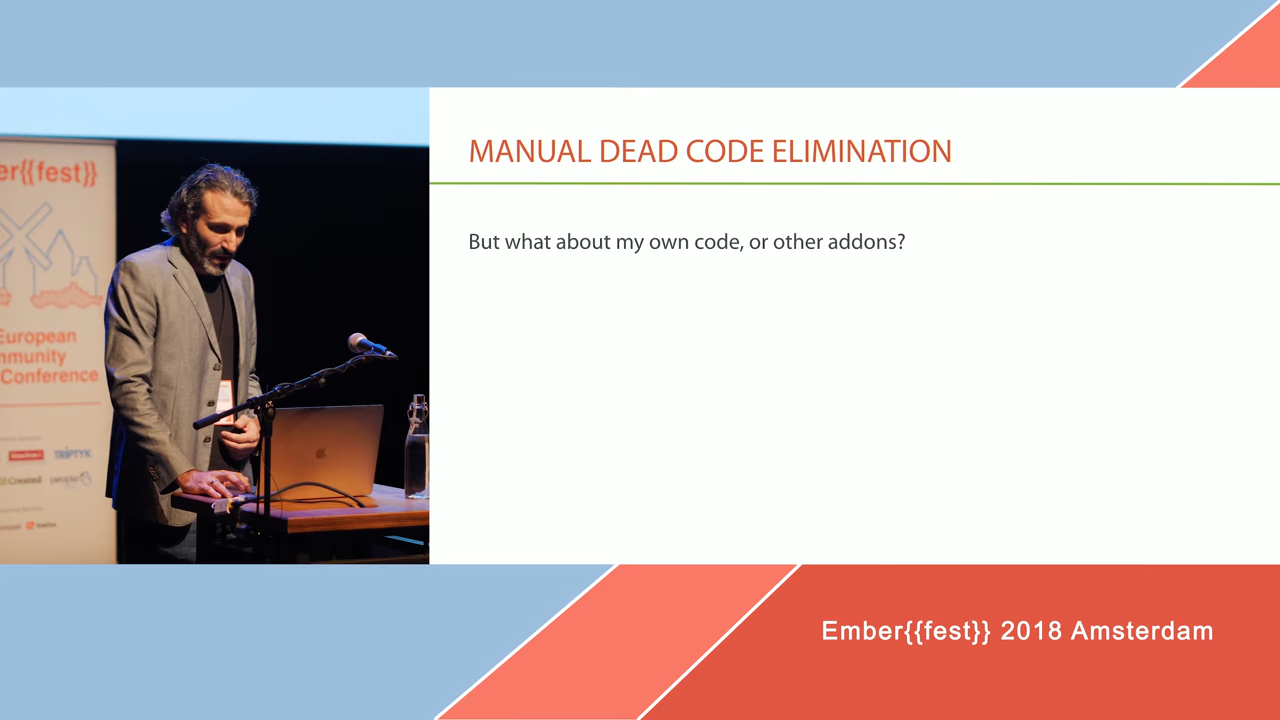 MANUAL DEAD CODE ELIMINATION
But what about my own code, or other addons?
er{{fest}}
European
mmunity
Conference
TRIPTYK
Created
Ember{{fest}} 2018 Amsterdam